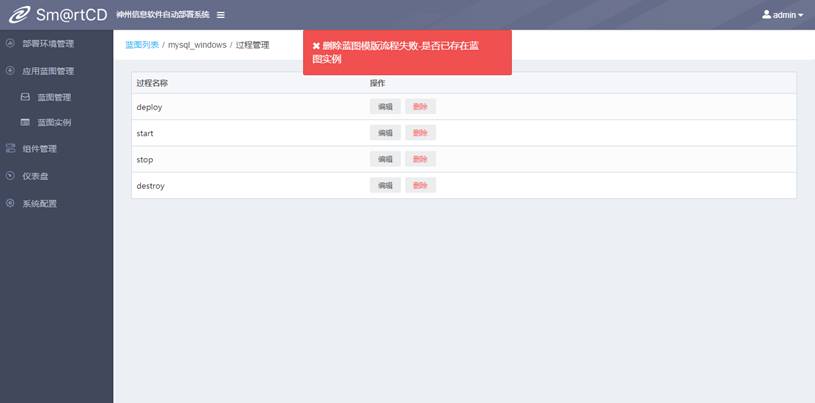 Sm@rtCD 神州信息软件自动部署系统 admin
部署环境管理
应用蓝图管理
蓝图管理
蓝图实例
组件管理
仪表盘
系统配置
蓝图列表 / mysql_windows / 过程管理
✖ 删除蓝图模版流程失败-是否已存在蓝
图实例
过程名称 操作
deploy 编辑 删除
start 编辑 删除
stop 编辑 删除
destroy 编辑 删除